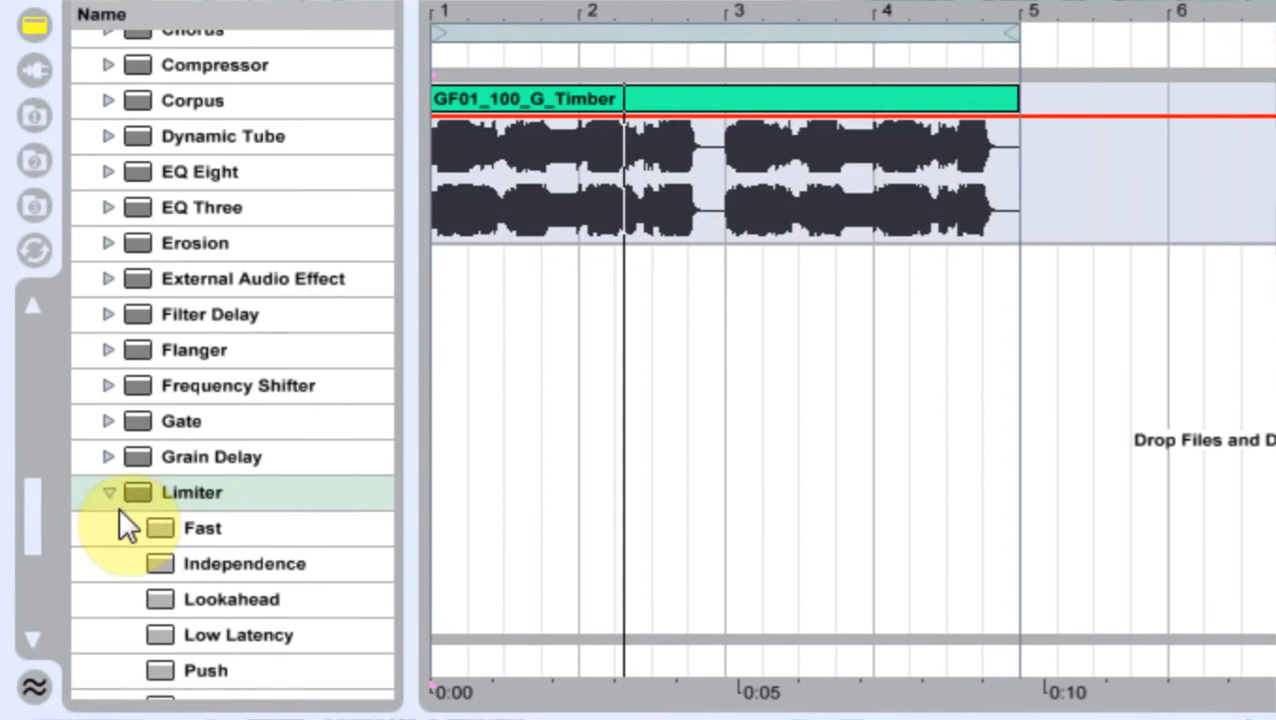 Name
1 2 3 4 5 6
Chorus
Compressor
Corpus
GF01_100_G_Timber
Dynamic Tube
EQ Eight
EQ Three
Erosion
External Audio Effect
Filter Delay
Flanger
Frequency Shifter
Gate
Grain Delay
Drop Files and D
Limiter
Fast
Independence
Lookahead
Low Latency
Push
0:00 0:05 0:10